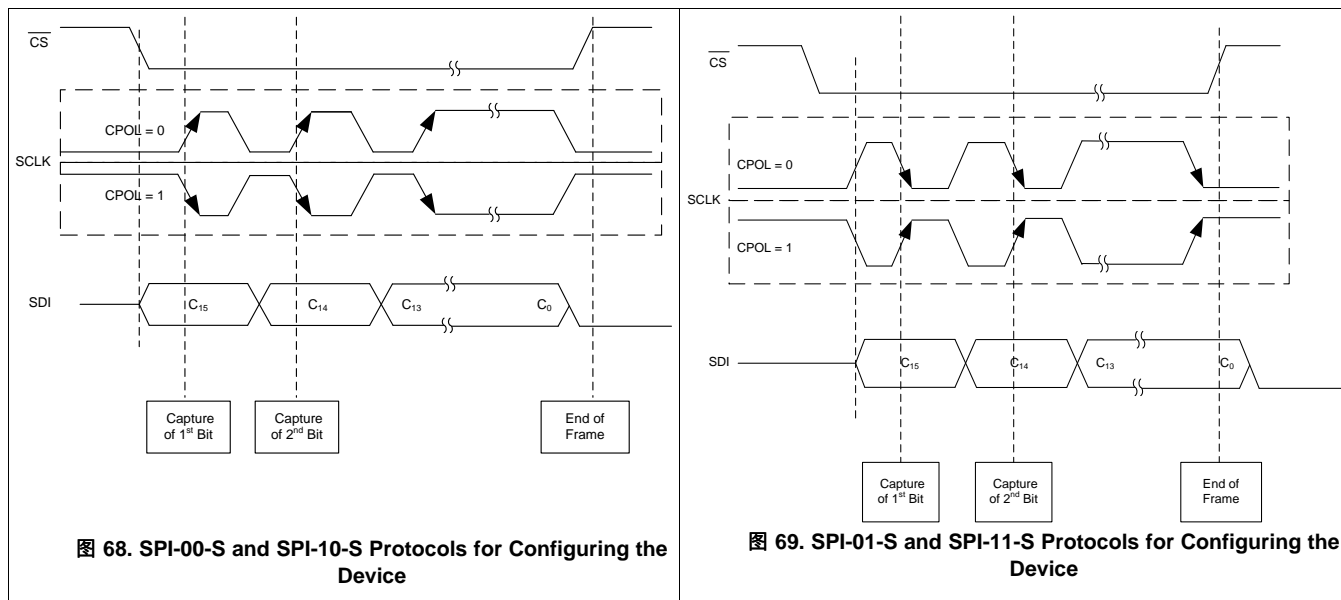 CS
CPOL = 0
SCLK
CPOL = 1
SDI
C15
C14
C13
C0
Capture
of 1st Bit
Capture
of 2nd Bit
End of
Frame
图 68. SPI-00-S and SPI-10-S Protocols for Configuring the
Device
CS
CPOL = 0
SCLK
CPOL = 1
SDI
C15
C14
C13
C0
Capture
of 1st Bit
Capture
of 2nd Bit
End of
Frame
图 69. SPI-01-S and SPI-11-S Protocols for Configuring the
Device